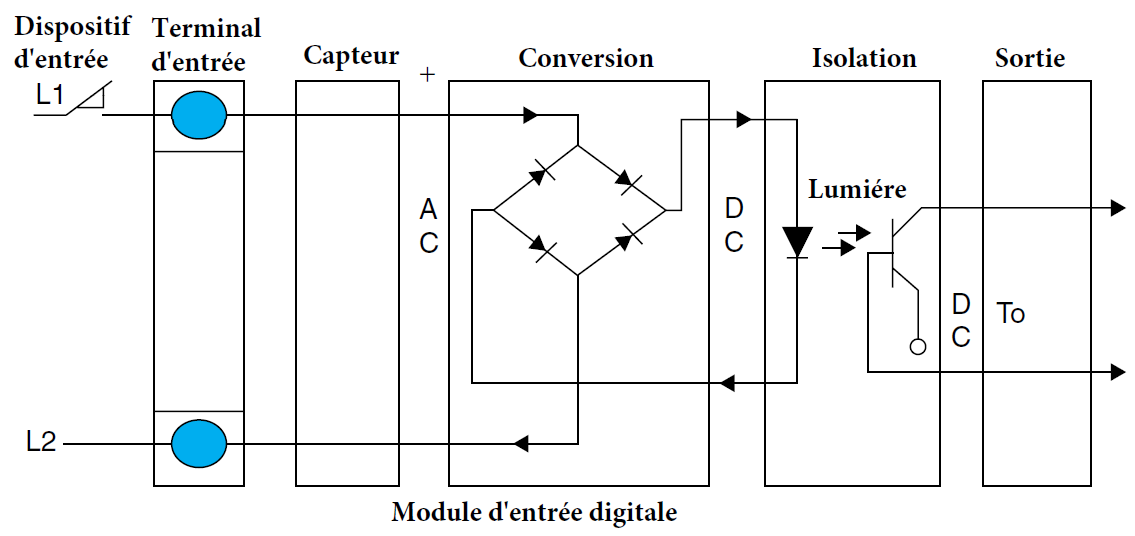 Dispositif
d'entrée
Terminal
d'entrée
Capteur
+
Conversion
Isolation
Sortie
L1
A
C
D
C
Lumiére
D
C
To
L2
Module d'entrée digitale